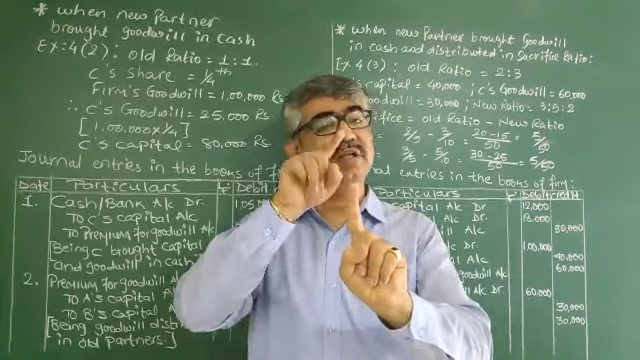 * when new Partner
brought goodwill in cash
Ex:4(2): old Ratio = 1:1.
C's share = 1/4th
Firm's Goodwill = 1,00,000 Rs
∴ C's Goodwill = 25.000 Rs
[1.00.000x1/4]
C's capital = 80,000 Rs
Journal entries in the books of
Date Particulars Debit
1. Cash/Bank A/c Dr. 1,05,
To C's capital A/c
To Premium for goodwill A/c
[Being C brought capital
and goodwill in cash
2. Premium for goodwill
To A's capital
To B's capital A
[Being goodwill
in old Partners.]
* when new Partner brought Goodwill
in cash and distributed in Sacrifice Ratio:
Ex. 4(3): old Ratio = 2:3
capital = 40,000; C's Goodwill = 60,000
= 30,000; New Ratio = 3:5:2
= old Ratio - New Ratio
= 2/5 - 3/10 = 20-15/50 = 5/50
= 3/5 - 5/10 = 30-25/50 = 5/50
entries in the books of firm:
Particulars Debit credit
capital A/c Dr 12,000
A/c Dr. 18,000
30,000
Dr 1,00,000
A/c 40,000
A/c 60,000
goodwill A/c
Dr. 60,000
30,000
30,000